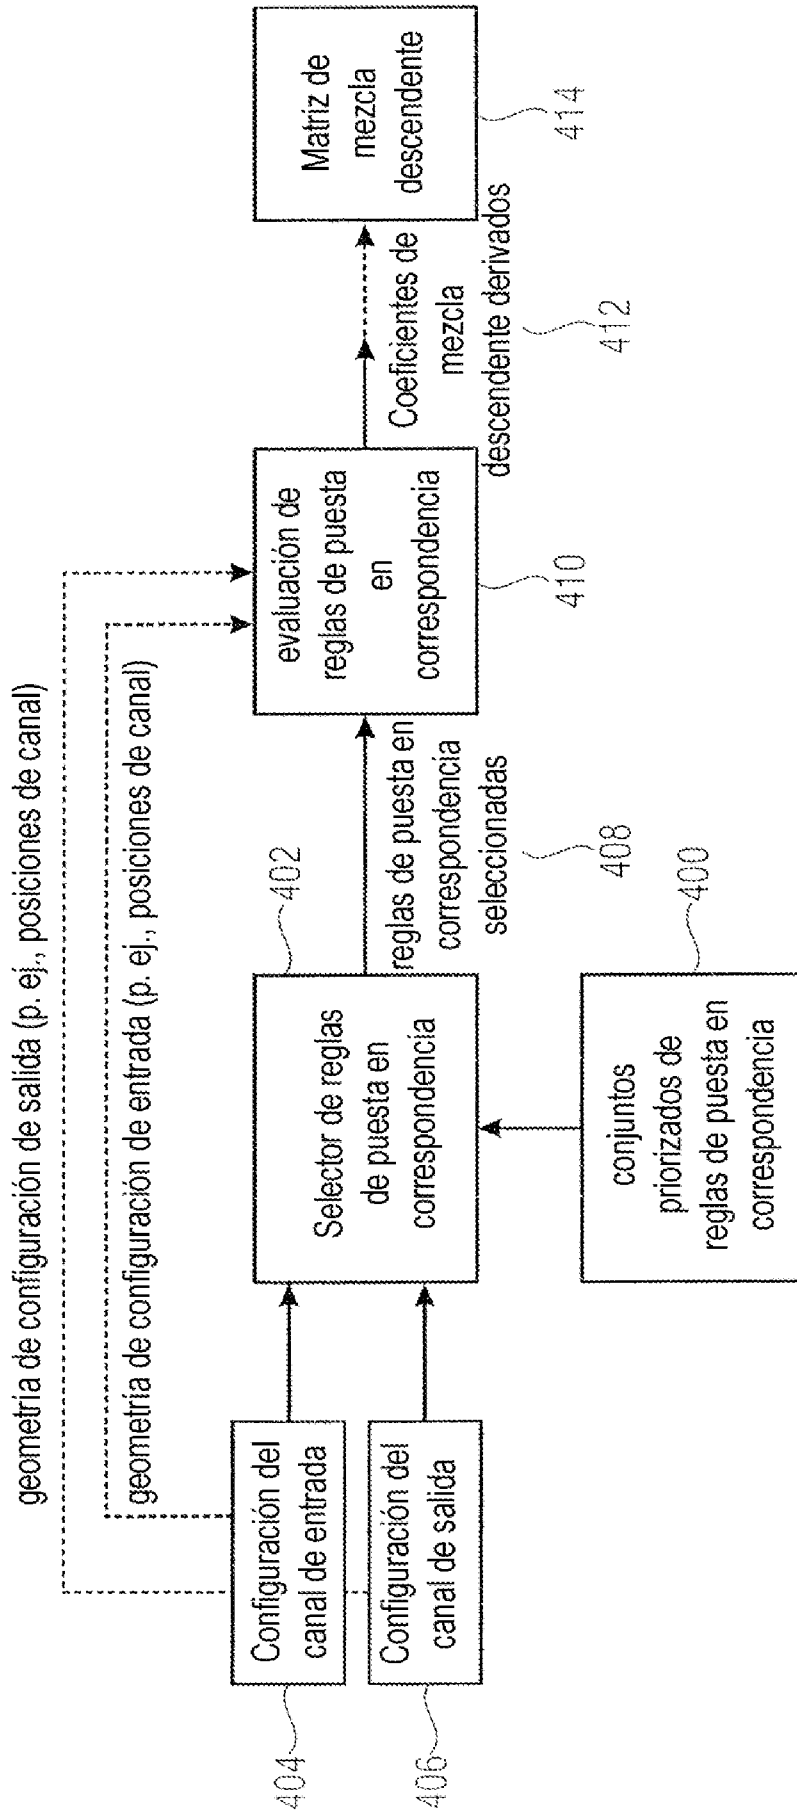 geometría de configuración de salida (p. ej., posiciones de canal)
geometría de configuración de entrada (p. ej., posiciones de canal)
404
Configuración del
canal de entrada
406
Configuración del
canal de salida
402
Selector de reglas
de puesta en
correspondencia
400
conjuntos
priorizados de
reglas de puesta en
correspondencia
reglas de puesta en
correspondencia
seleccionadas
408
evaluación de
reglas de puesta
en
correspondencia
410
Coeficientes de
mezcla
descendente derivados
412
Matriz de
mezcla
descendente
414